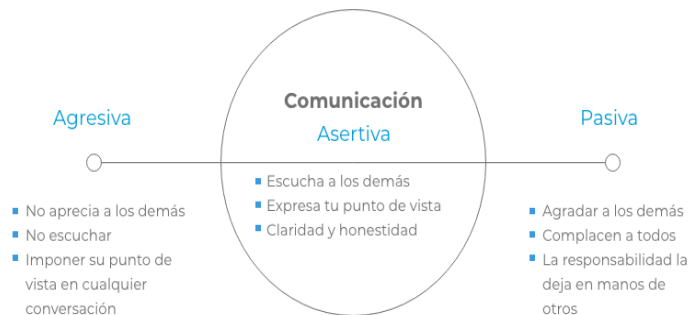 Comunicación
Agresiva
Asertiva
Pasiva
No aprecia a los demás
No escuchar
Imponer su punto de
vista en cualquier
conversación
Escucha a los demás
Expresa tu punto de vista
Claridad y honestidad
Agradar a los demás
Complacen a todos
La responsabilidad la
deja en manos de
otros